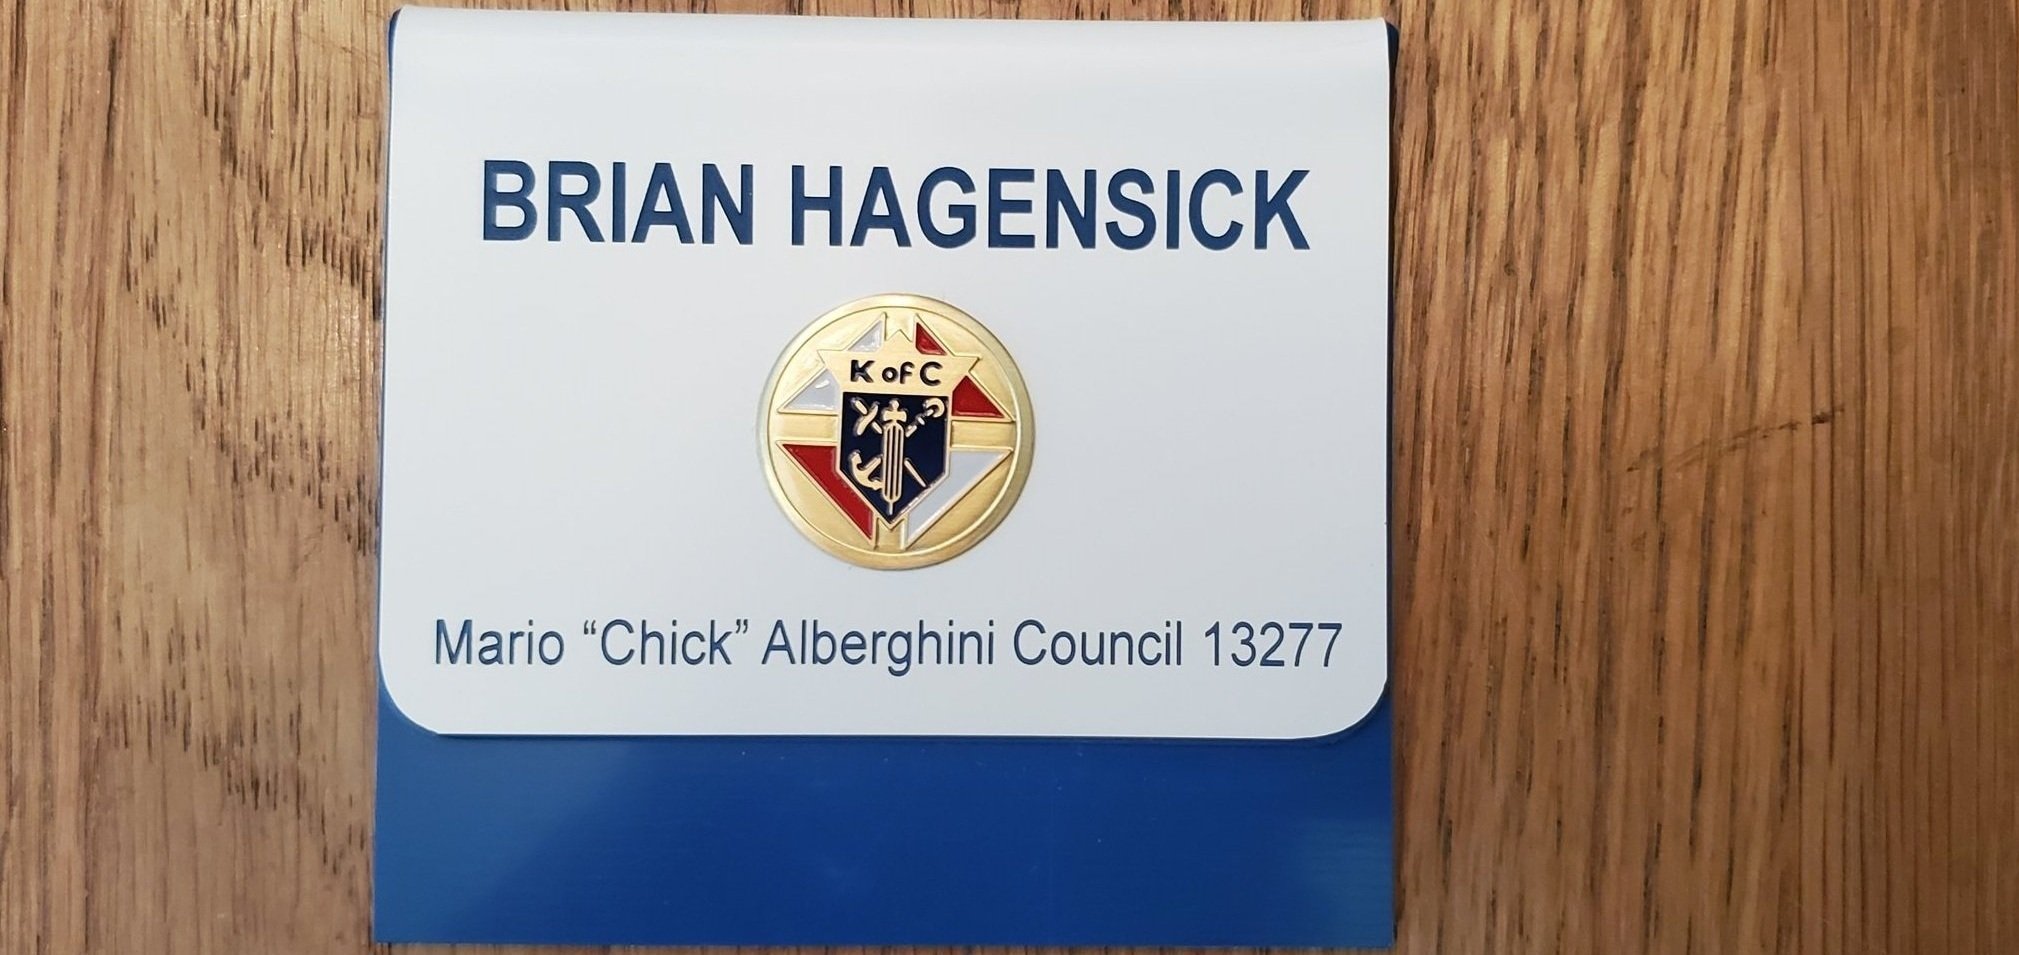 BRIAN HAGENSICK
K of C
Mario “Chick” Alberghini Council 13277